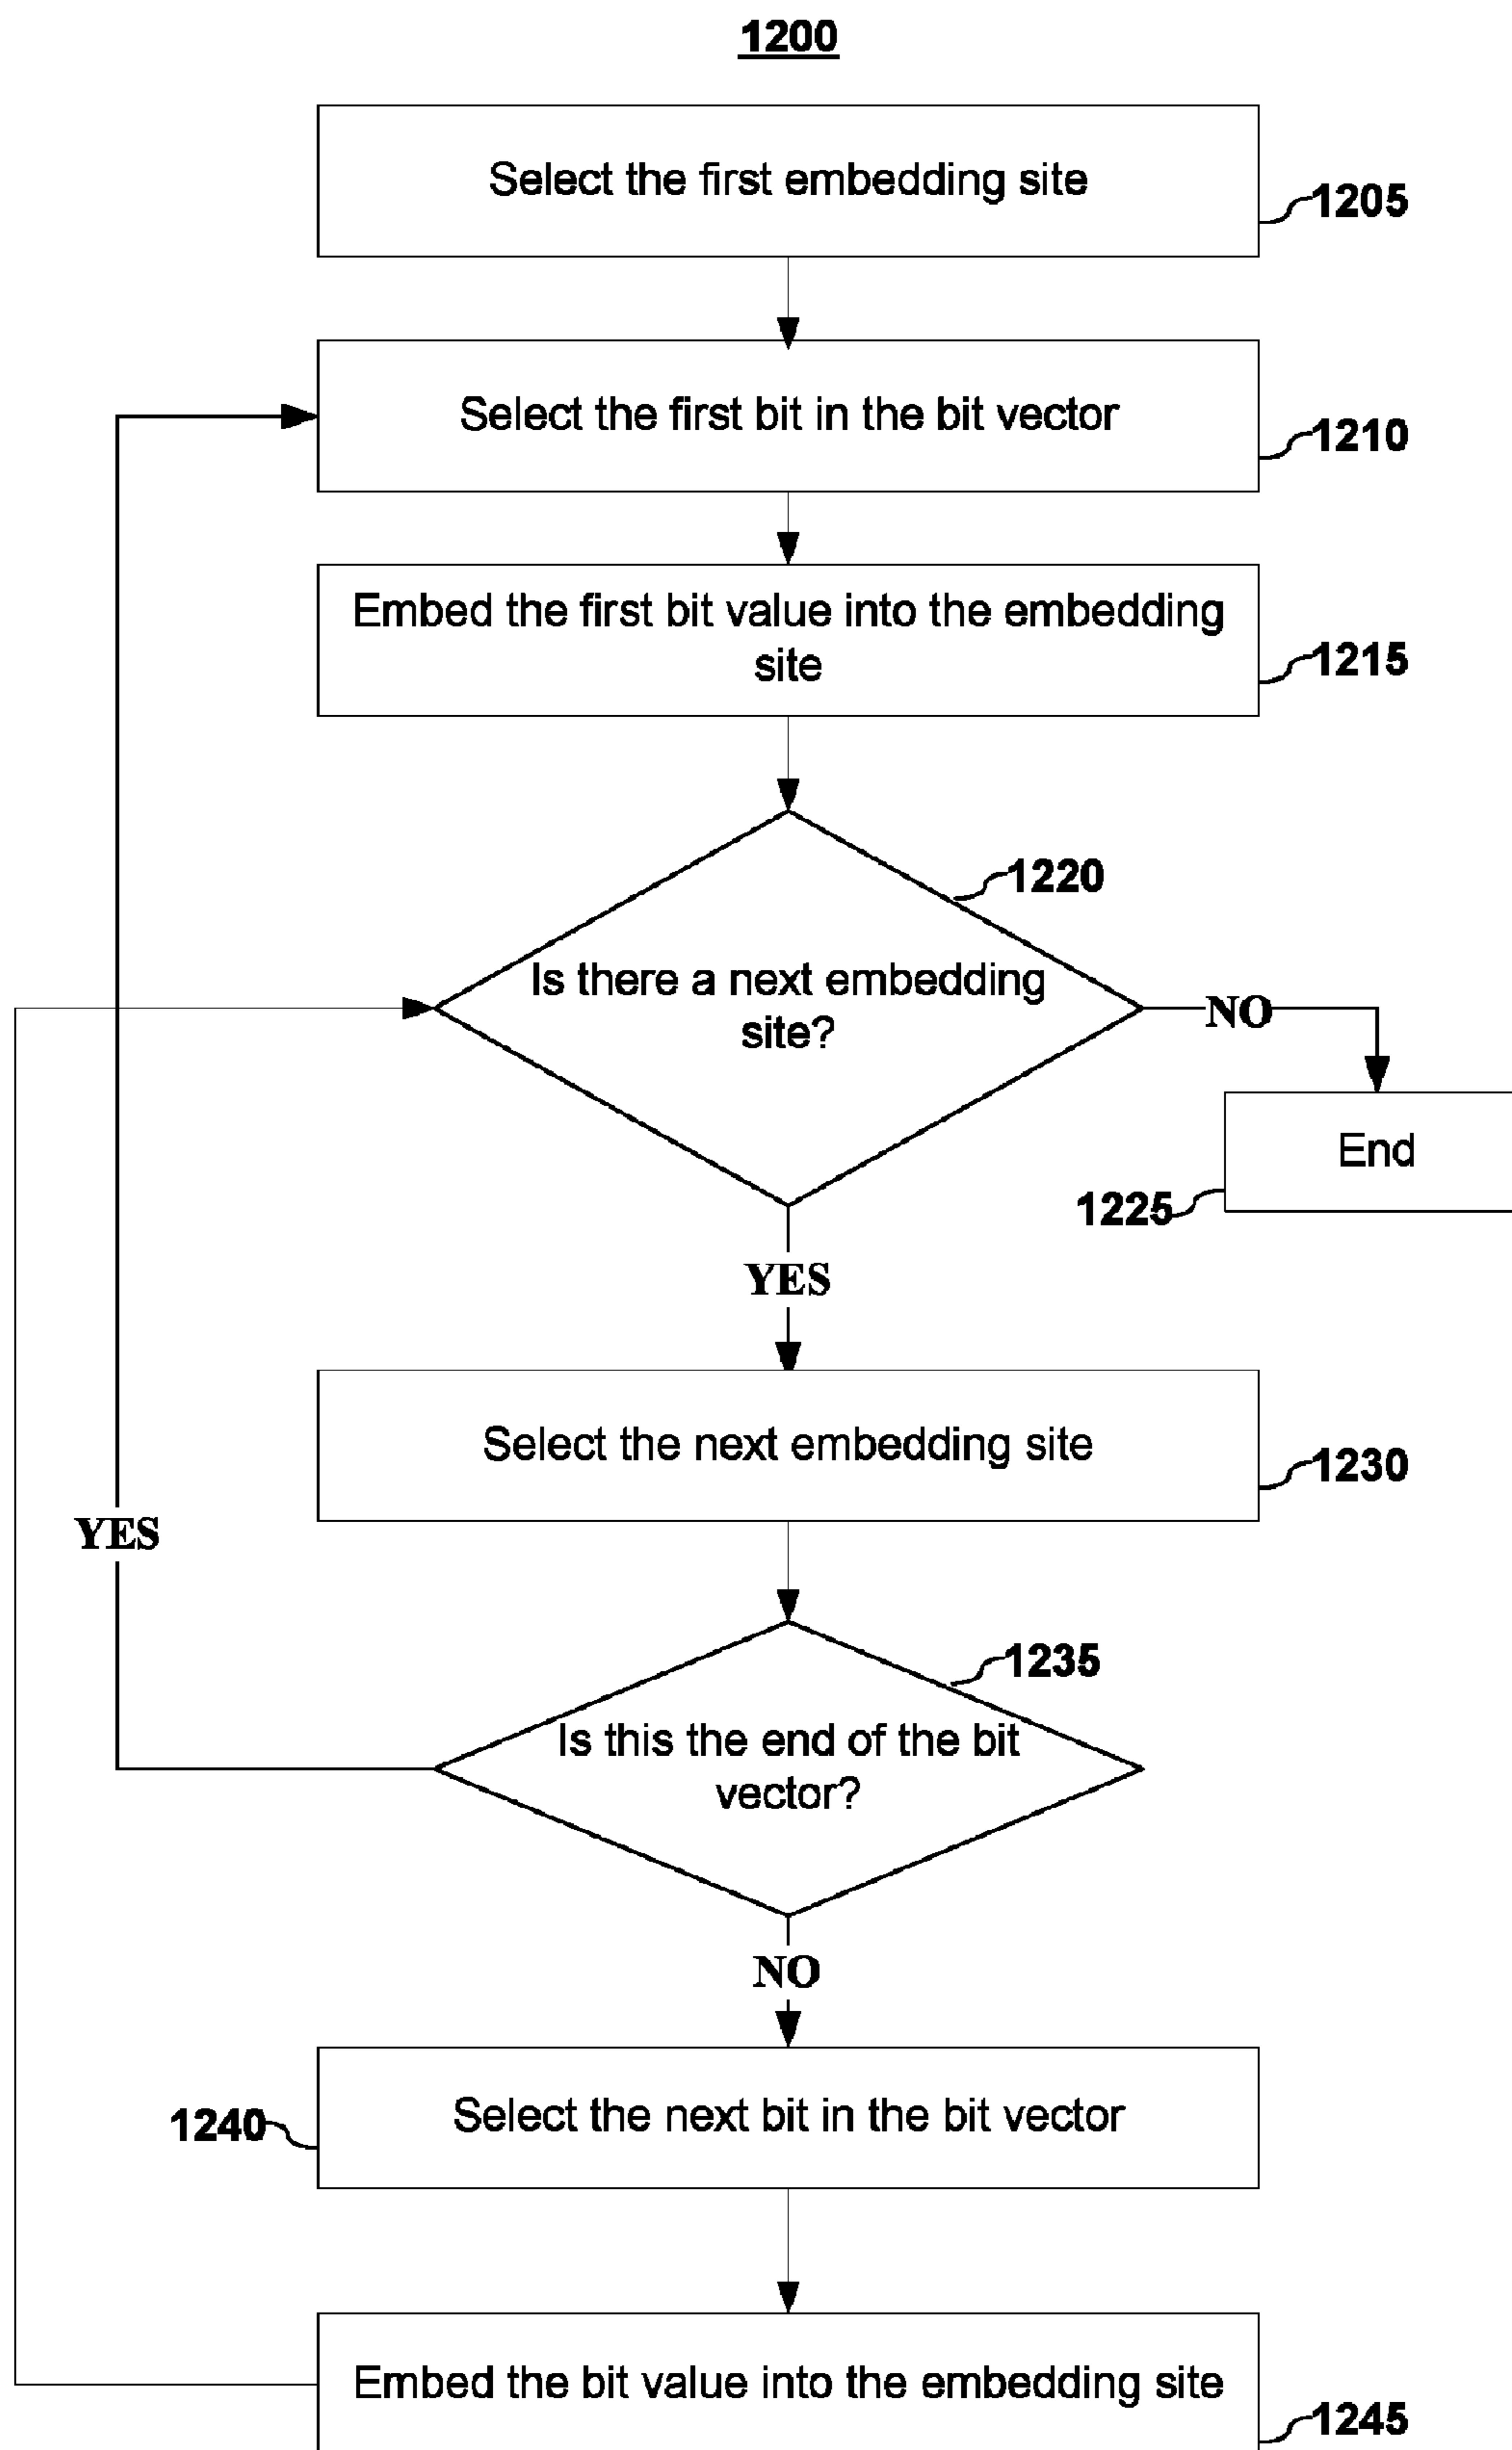 1200
Select the first embedding site
1205
Select the first bit in the bit vector
1210
Embed the first bit value into the embedding
site
1215
1220
Is there a next embedding
site?
NO
End
1225
YES
Select the next embedding site
1230
YES
1235
Is this the end of the bit
vector?
NO
Select the next bit in the bit vector
1240
Embed the bit value into the embedding site
1245